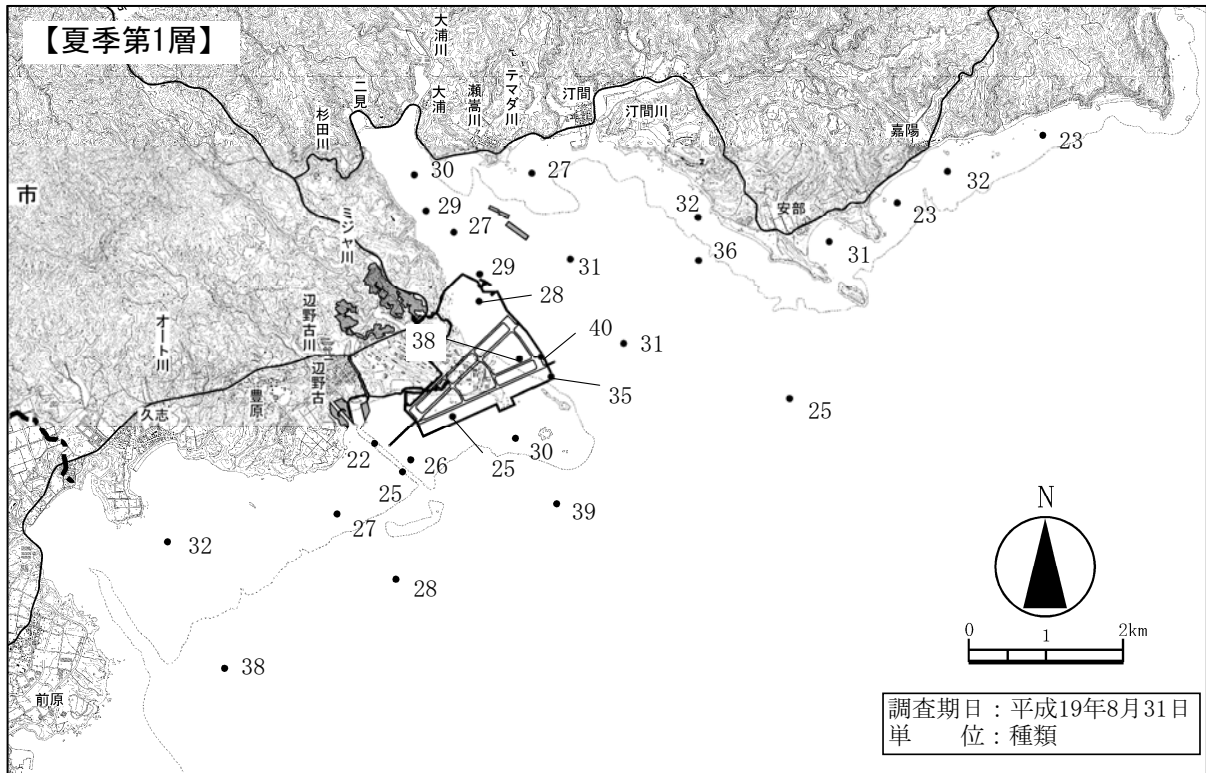 【夏季第1層】
大浦川
二見
大浦
瀬嵩川
テマダ川
汀間
汀間川
嘉陽
杉田川
23
30
27
32
市
29
32
安部
23
27
31
ミジャ川
31
36
29
28
辺野古川
オート川
38
40
31
辺野古
35
豊原
25
久志
30
22
26
25
25
39
N
27
32
28
0 1 2km
38
前原
調査期日：平成19年8月31日
単　　位：種類